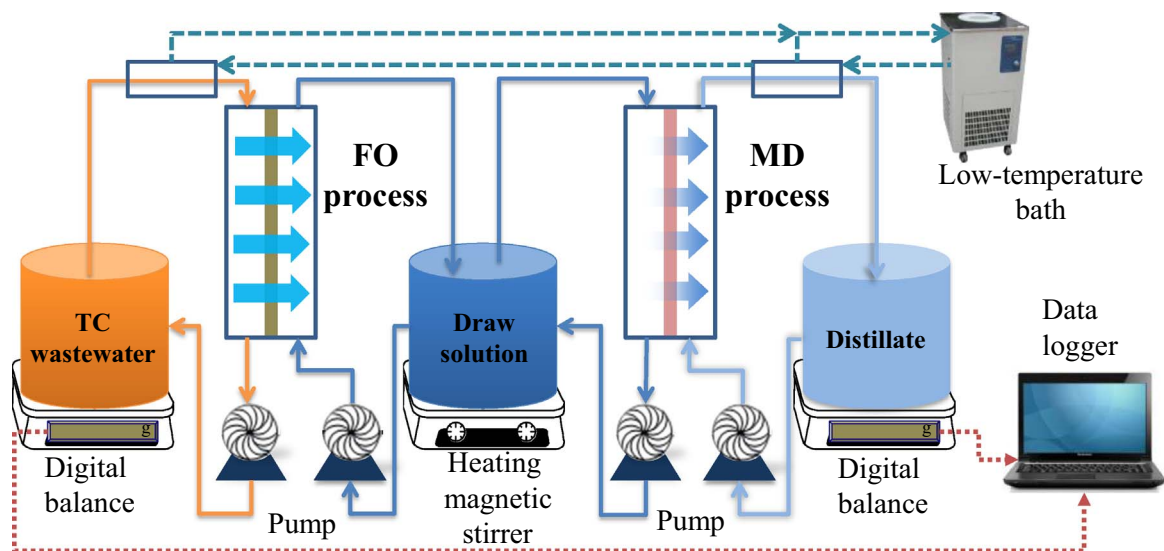 FO
process
MD
process
Low-temperature
bath
TC
wastewater
Draw
solution
Distillate
Data
logger
g
g
Digital
balance
Pump
Heating
magnetic
stirrer
Pump
Digital
balance